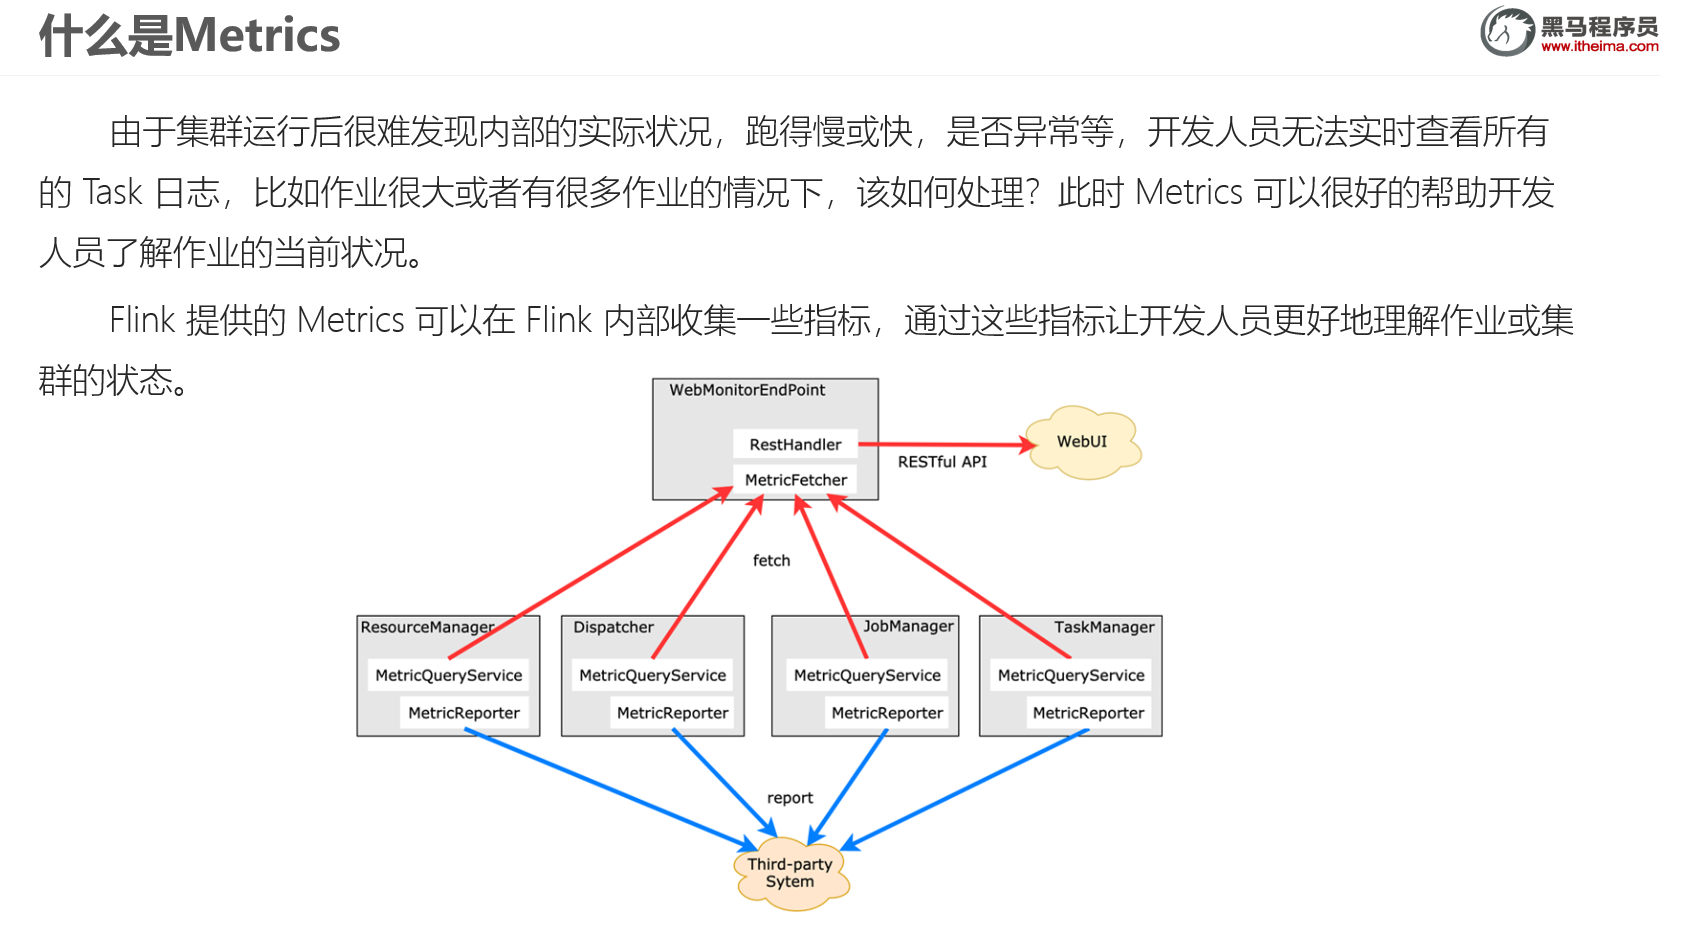 什么是Metrics
黑马程序员
www.itheima.com
由于集群运行后很难发现内部的实际状况，跑得慢或快，是否异常等，开发人员无法实时查看所有
的 Task 日志，比如作业很大或者有很多作业的情况下，该如何处理？此时 Metrics 可以很好的帮助开发
人员了解作业的当前状况。
Flink 提供的 Metrics 可以在 Flink 内部收集一些指标，通过这些指标让开发人员更好地理解作业或集
群的状态。
WebMonitorEndPoint
RestHandler
MetricFetcher
RESTful API
WebUI
fetch
ResourceManager
MetricQueryService
MetricReporter
Dispatcher
MetricQueryService
MetricReporter
JobManager
MetricQueryService
MetricReporter
TaskManager
MetricQueryService
MetricReporter
report
Third-party
Sytem